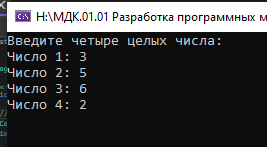 H:\МДК.01.01 Разработка программных м
Введите четыре целых числа:
Число 1: 3
Число 2: 5
Число 3: 6
Число 4: 2